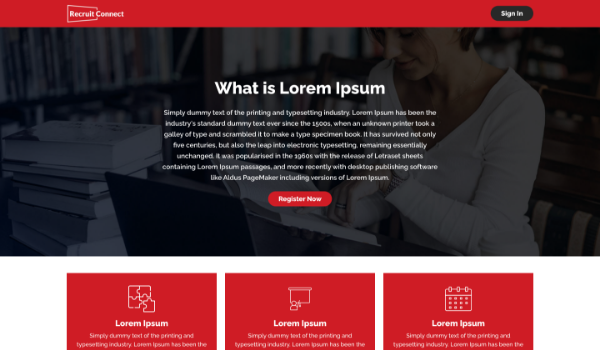 Recruit Connect
Sign In
What is Lorem Ipsum
Simply dummy text of the printing and typesetting industry. Lorem Ipsum has been the
industry's standard dummy text ever since the 1500s, when an unknown printer took a
galley of type and scrambled it to make a type specimen book. It has survived not only
five centuries, but also the leap into electronic typesetting, remaining essentially
unchanged. It was popularised in the 1960s with the release of Letraset sheets
containing Lorem Ipsum passages, and more recently with desktop publishing software
like Aldus PageMaker including versions of Lorem Ipsum.
Register Now
Lorem Ipsum
Simply dummy text of the printing and
typesetting industry. Lorem Ipsum has been the
Lorem Ipsum
Simply dummy text of the printing and
typesetting industry. Lorem Ipsum has been the
Lorem Ipsum
Simply dummy text of the printing and
typesetting industry. Lorem Ipsum has been the